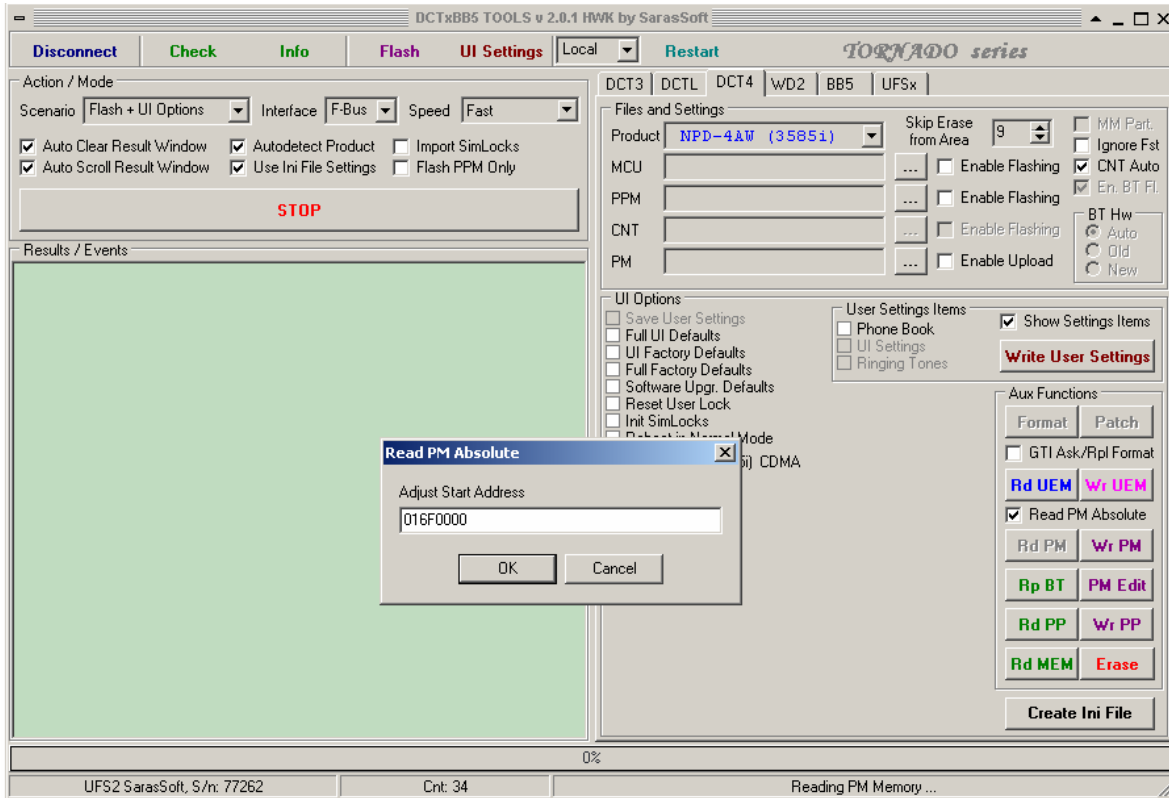 DCTxBB5 TOOLS v 2.0.1 HWK by SarasSoft
Disconnect Check Info Flash UI Settings Local Restart TORNADO series
Action / Mode
Scenario Flash + UI Options Interface F-Bus Speed Fast
Auto Clear Result Window Autodetect Product Import SimLocks
Auto Scroll Result Window Use Ini File Settings Flash PPM Only
STOP
Results / Events
DCT3 DCTL DCT4 WD2 BB5 UFSx
Files and Settings
Product NPD-4AW (3585i) Skip Erase from Area 9 MM Part.
Ignore Fst
MCU ... Enable Flashing CNT Auto
PPM ... Enable Flashing En. BT Fl.
CNT ... Enable Flashing
PM ... Enable Upload
BT Hw
Auto
Old
New
UI Options
Save User Settings
Full UI Defaults
UI Factory Defaults
Full Factory Defaults
Software Upgr. Defaults
Reset User Lock
Init SimLocks
Reboot in Normal Mode
5i) CDMA
User Settings Items
Phone Book
UI Settings
Ringing Tones
Show Settings Items
Write User Settings
Aux Functions
Format Patch
GTI Ask/Rpl Format
Rd UEM Wr UEM
Read PM Absolute
Rd PM Wr PM
Rp BT PM Edit
Rd PP Wr PP
Rd MEM Erase
Create Ini File
Read PM Absolute
Adjust Start Address
016F0000
OK Cancel
0%
UFS2 SarasSoft, S/n: 77262 Cnt: 34 Reading PM Memory ...